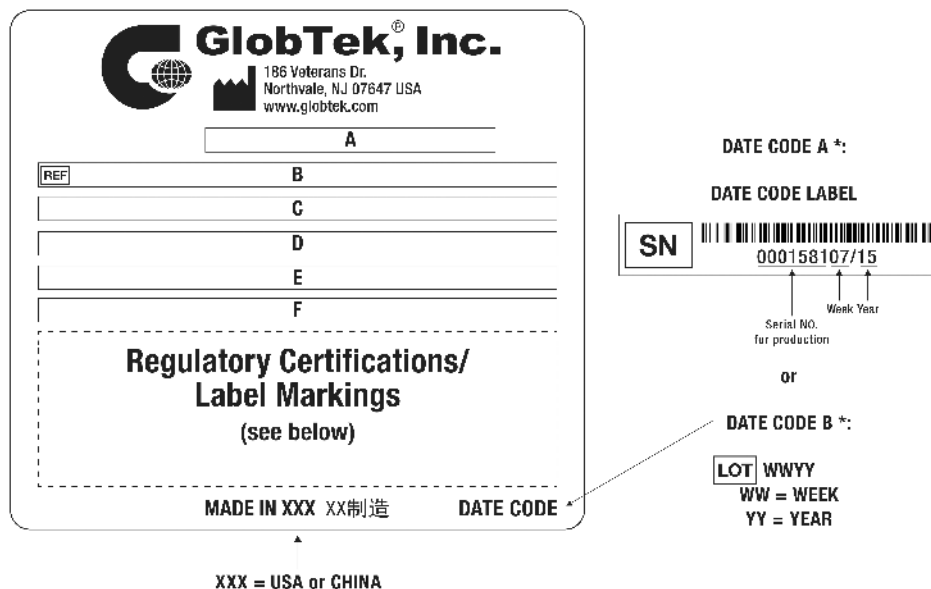 GlobTek,® Inc.
186 Veterans Dr.
Northvale, NJ 07647 USA
www.globtek.com
A
REF B
C
D
E
F
Regulatory Certifications/
Label Markings
(see below)
MADE IN XXX XX制造 DATE CODE
XXX = USA or CHINA
DATE CODE A *:
DATE CODE LABEL
SN
000158107/15
Week Year
Serial NO.
for production
or
DATE CODE B *:
LOT WWYY
WW = WEEK
YY = YEAR